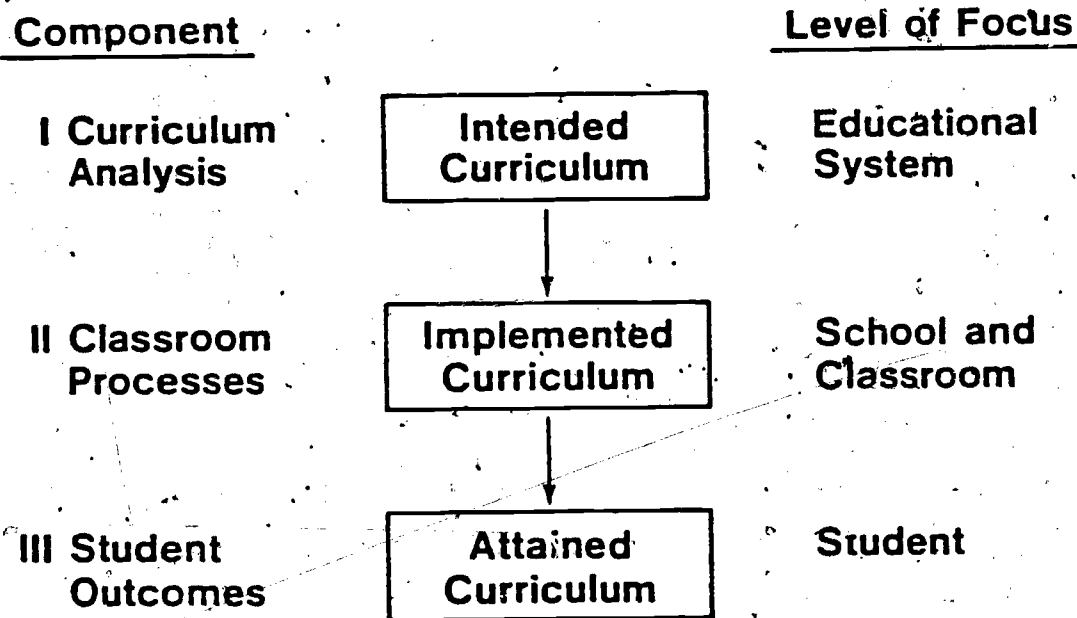 Component
Level of Focus
I Curriculum
Analysis
Intended
Curriculum
Educational
System
II Classroom
Processes
Implemented
Curriculum
School and
Classroom
III Student
Outcomes
Attained
Curriculum
Student